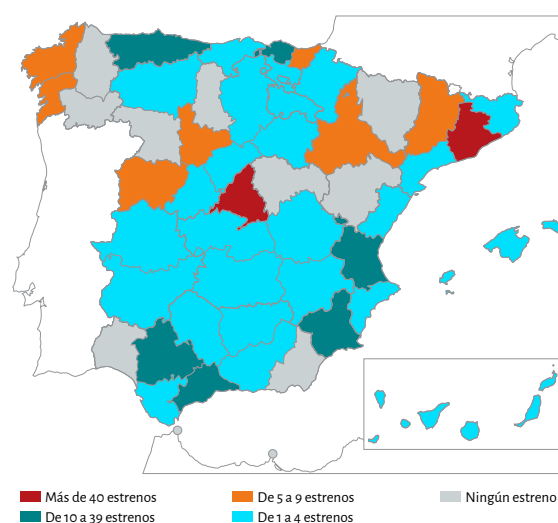 Más de 40 estrenos
De 5 a 9 estrenos
Ningún estreno
De 10 a 39 estrenos
De 1 a 4 estrenos